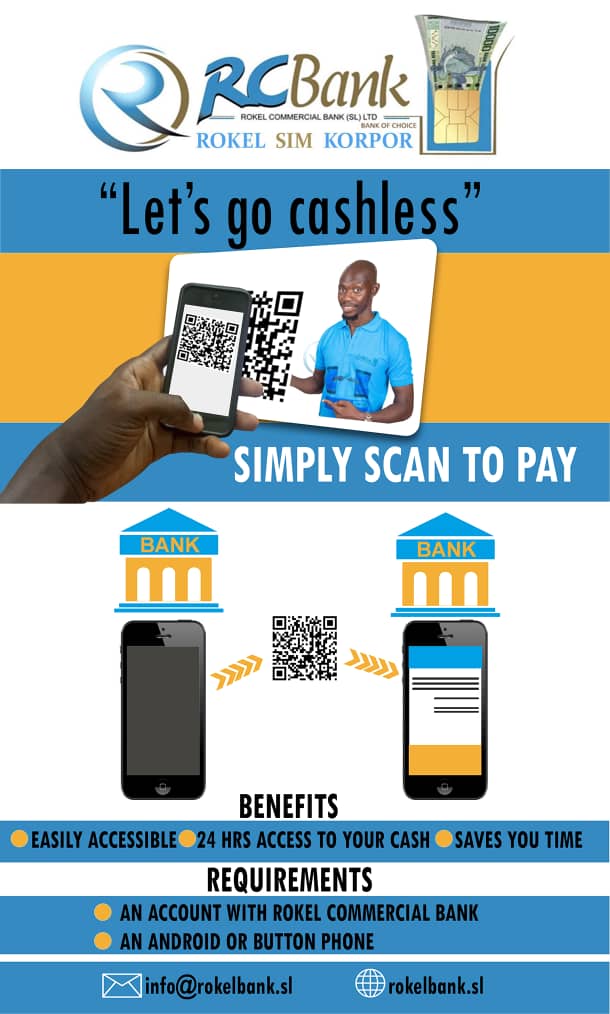 RCBank
ROKEL COMMERCIAL BANK (SL) LTD
BANK OF CHOICE
ROKEL SIM KORPOR
10000
“Let’s go cashless”
SIMPLY SCAN TO PAY
BANK
BANK
BENEFITS
EASILY ACCESSIBLE 24 HRS ACCESS TO YOUR CASH SAVES YOU TIME
REQUIREMENTS
AN ACCOUNT WITH ROKEL COMMERCIAL BANK
AN ANDROID OR BUTTON PHONE
info@rokelbank.sl rokelbank.sl